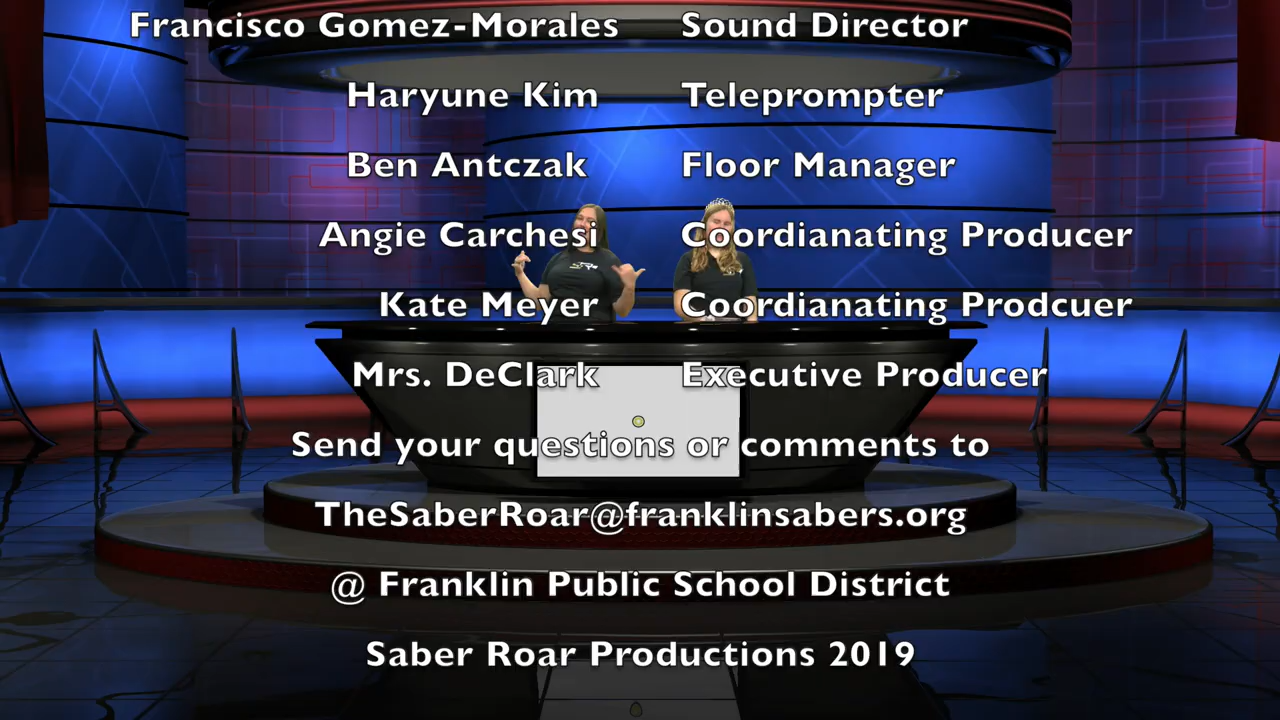 Francisco Gomez-Morales Sound Director
Haryune Kim Teleprompter
Ben Antczak Floor Manager
Angie Carchesi Coordianating Producer
Kate Meyer Coordianating Prodcuer
Mrs. DeClark Executive Producer
Send your questions or comments to
TheSaberRoar@franklinsabers.org
@ Franklin Public School District
Saber Roar Productions 2019